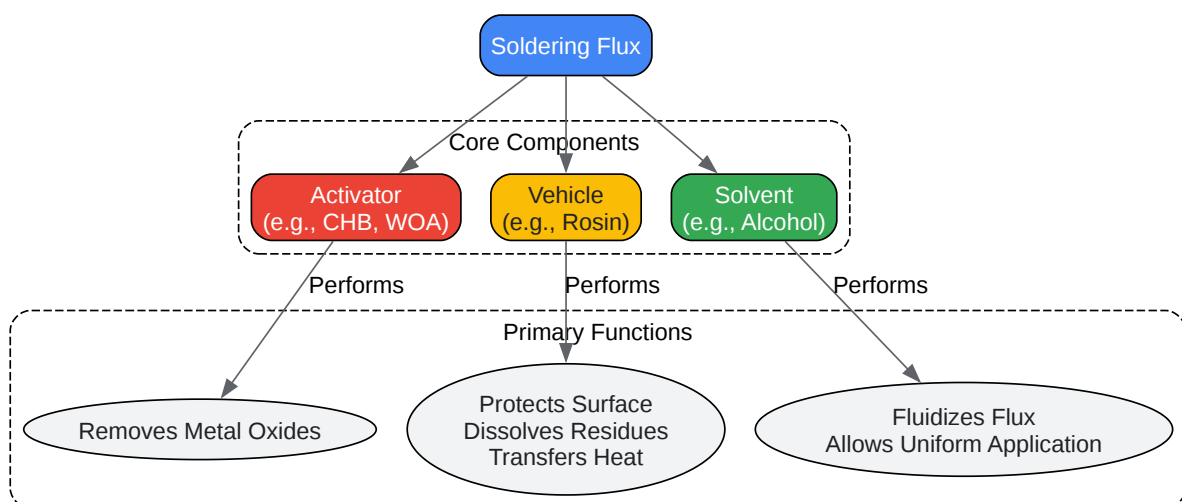 Soldering Flux
Core Components
Activator
(e.g., CHB, WOA)
Vehicle
(e.g., Rosin)
Solvent
(e.g., Alcohol)
Performs
Performs
Performs
Primary Functions
Removes Metal Oxides
Protects Surface
Dissolves Residues
Transfers Heat
Fluidizes Flux
Allows Uniform Application